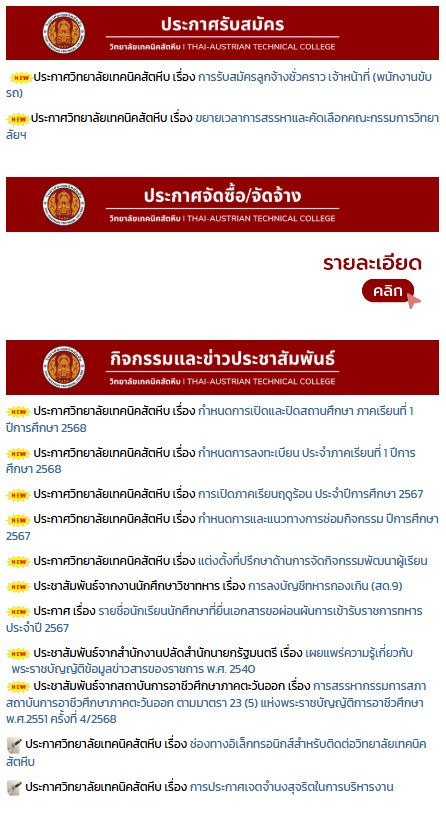 ประกาศรับสมัคร
วิทยาลัยเทคนิคสัตหีบ I THAI-AUSTRIAN TECHNICAL COLLEGE
NEW ประกาศวิทยาลัยเทคนิคสัตหีบ เรื่อง การรับสมัครลูกจ้างชั่วคราว เจ้าหน้าที่ (พนักงานขับ
รถ)
NEW ประกาศวิทยาลัยเทคนิคสัตหีบ เรื่อง ขยายเวลาการสรรหาและคัดเลือกคณะกรรมการวิทยา
ลัยฯ
ประกาศจัดซื้อ/จัดจ้าง
วิทยาลัยเทคนิคสัตหีบ I THAI-AUSTRIAN TECHNICAL COLLEGE
รายละเอียด
คลิก
กิจกรรมและข่าวประชาสัมพันธ์
วิทยาลัยเทคนิคสัตหีบ I THAI-AUSTRIAN TECHNICAL COLLEGE
NEW ประกาศวิทยาลัยเทคนิคสัตหีบ เรื่อง กำหนดการเปิดและปิดสถานศึกษา ภาคเรียนที่ 1
ปีการศึกษา 2568
NEW ประกาศวิทยาลัยเทคนิคสัตหีบ เรื่อง กำหนดการลงทะเบียน ประจำภาคเรียนที่ 1 ปีการ
ศึกษา 2568
NEW ประกาศวิทยาลัยเทคนิคสัตหีบ เรื่อง การเปิดภาคเรียนฤดูร้อน ประจำปีการศึกษา 2567
NEW ประกาศวิทยาลัยเทคนิคสัตหีบ เรื่อง กำหนดการและแนวทางการซ่อมกิจกรรม ปีการศึกษา
2567
NEW ประกาศวิทยาลัยเทคนิคสัตหีบ เรื่อง แต่งตั้งที่ปรึกษาด้านการจัดกิจกรรมพัฒนาผู้เรียน
NEW ประชาสัมพันธ์จากงานนักศึกษาวิชาทหาร เรื่อง การลงบัญชีทหารกองเกิน (สด.9)
NEW ประกาศ เรื่อง รายชื่อนักเรียนนักศึกษาที่ยื่นเอกสารขอผ่อนผันการเข้ารับราชการทหาร
ประจำปี 2567
NEW ประชาสัมพันธ์จากสำนักงานปลัดสำนักนายกรัฐมนตรี เรื่อง เผยแพร่ความรู้เกี่ยวกับ
พระราชบัญญัติข้อมูลข่าวสารของราชการ พ.ศ. 2540
NEW ประชาสัมพันธ์จากสถาบันการอาชีวศึกษาภาคตะวันออก เรื่อง การสรรหากรรมการสภา
สถาบันการอาชีวศึกษาภาคตะวันออก ตามมาตรา 23 (5) แห่งพระราชบัญญัติการอาชีวศึกษา
พ.ศ.2551 ครั้งที่ 4/2568
ประกาศวิทยาลัยเทคนิคสัตหีบ เรื่อง ช่องทางอิเล็กทรอนิกส์สำหรับติดต่อวิทยาลัยเทคนิค
สัตหีบ
ประกาศวิทยาลัยเทคนิคสัตหีบ เรื่อง การประกาศเจตจำนงสุจริตในการบริหารงาน